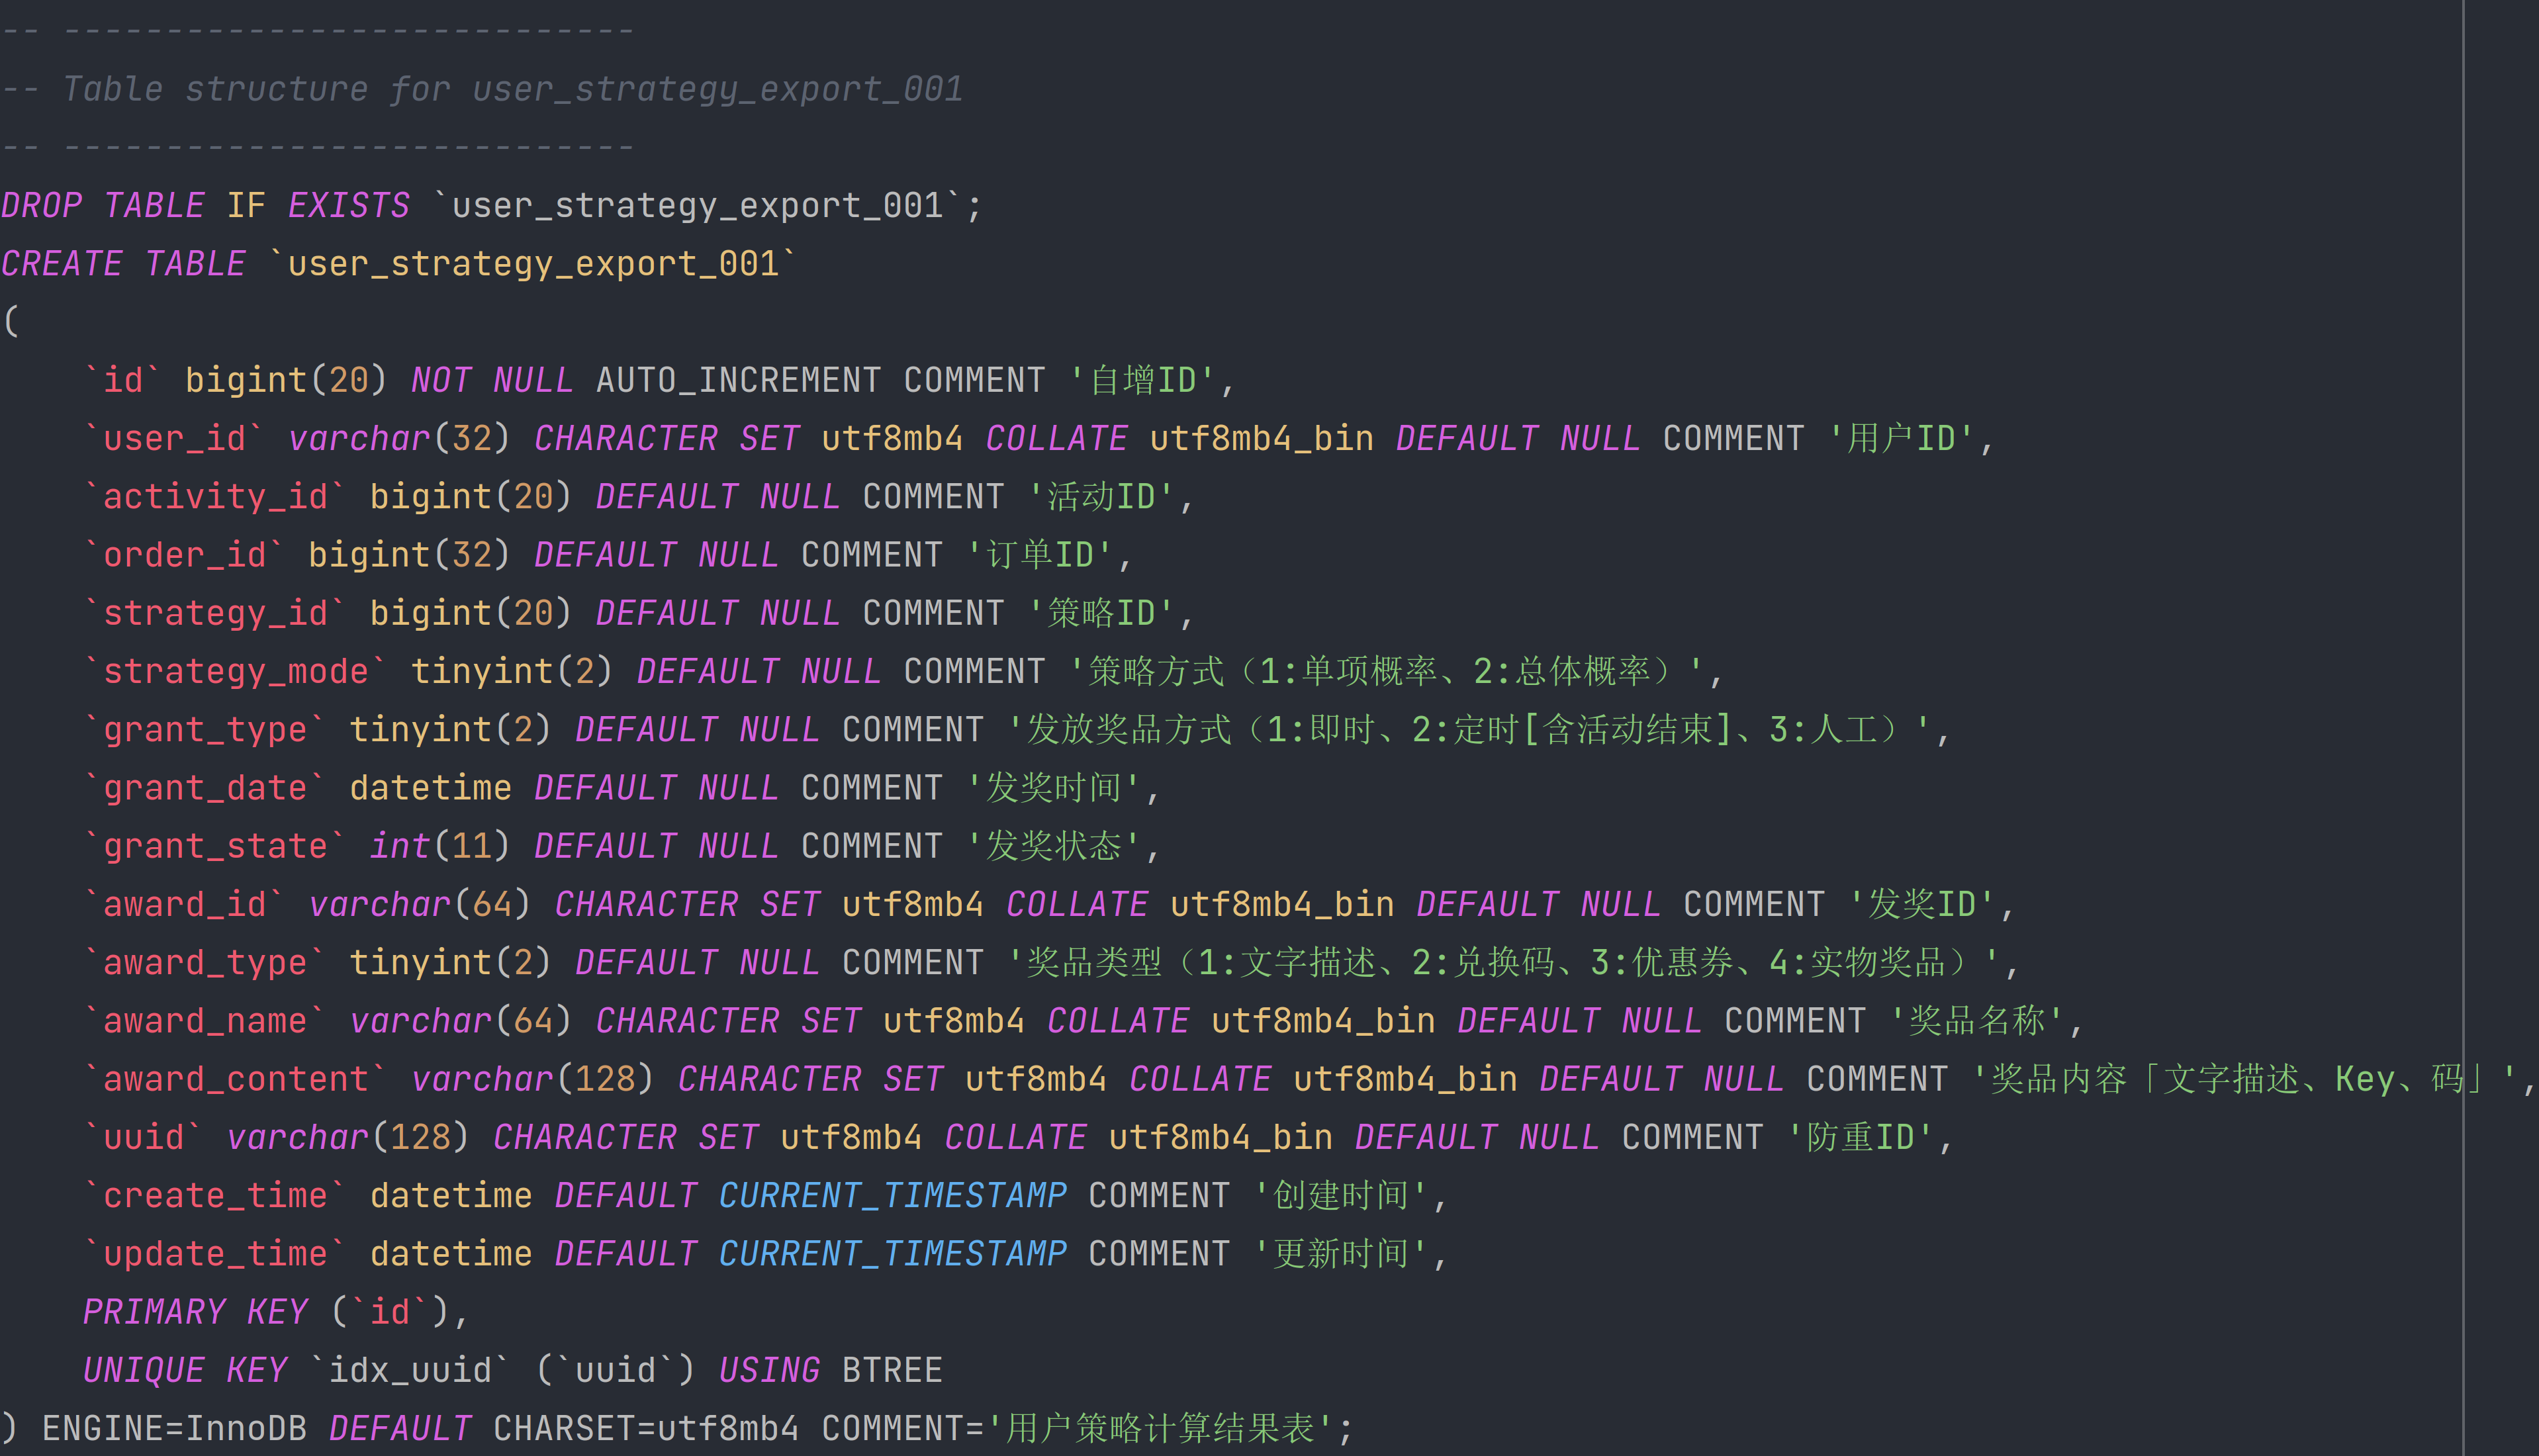 -- ----------------------------
-- Table structure for user_strategy_export_001
-- ----------------------------
DROP TABLE IF EXISTS `user_strategy_export_001`;
CREATE TABLE `user_strategy_export_001`
(
    `id` bigint(20) NOT NULL AUTO_INCREMENT COMMENT '自增ID',
    `user_id` varchar(32) CHARACTER SET utf8mb4 COLLATE utf8mb4_bin DEFAULT NULL COMMENT '用户ID',
    `activity_id` bigint(20) DEFAULT NULL COMMENT '活动ID',
    `order_id` bigint(32) DEFAULT NULL COMMENT '订单ID',
    `strategy_id` bigint(20) DEFAULT NULL COMMENT '策略ID',
    `strategy_mode` tinyint(2) DEFAULT NULL COMMENT '策略方式（1:单项概率、2:总体概率）',
    `grant_type` tinyint(2) DEFAULT NULL COMMENT '发放奖品方式（1:即时、2:定时[含活动结束]、3:人工）',
    `grant_date` datetime DEFAULT NULL COMMENT '发奖时间',
    `grant_state` int(11) DEFAULT NULL COMMENT '发奖状态',
    `award_id` varchar(64) CHARACTER SET utf8mb4 COLLATE utf8mb4_bin DEFAULT NULL COMMENT '发奖ID',
    `award_type` tinyint(2) DEFAULT NULL COMMENT '奖品类型（1:文字描述、2:兑换码、3:优惠券、4:实物奖品）',
    `award_name` varchar(64) CHARACTER SET utf8mb4 COLLATE utf8mb4_bin DEFAULT NULL COMMENT '奖品名称',
    `award_content` varchar(128) CHARACTER SET utf8mb4 COLLATE utf8mb4_bin DEFAULT NULL COMMENT '奖品内容「文字描述、Key、码」',
    `uuid` varchar(128) CHARACTER SET utf8mb4 COLLATE utf8mb4_bin DEFAULT NULL COMMENT '防重ID',
    `create_time` datetime DEFAULT CURRENT_TIMESTAMP COMMENT '创建时间',
    `update_time` datetime DEFAULT CURRENT_TIMESTAMP COMMENT '更新时间',
    PRIMARY KEY (`id`),
    UNIQUE KEY `idx_uuid` (`uuid`) USING BTREE
) ENGINE=InnoDB DEFAULT CHARSET=utf8mb4 COMMENT='用户策略计算结果表';